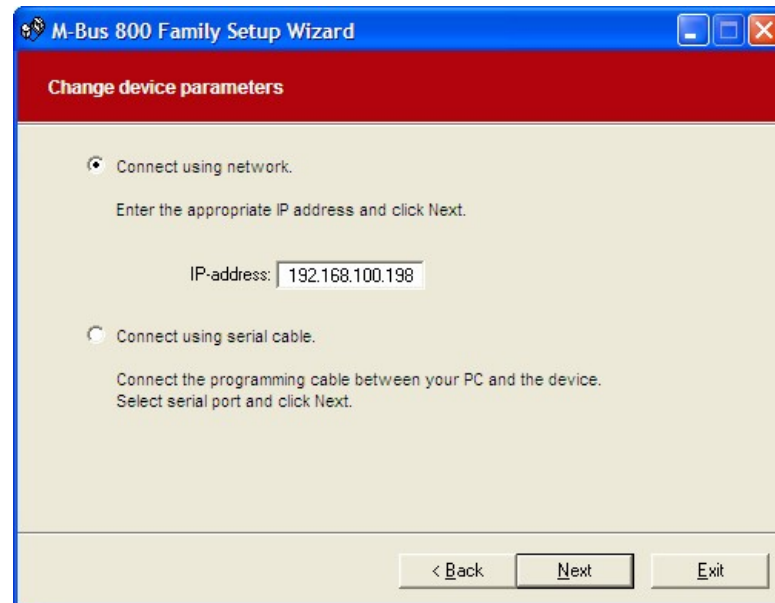 M-Bus 800 Family Setup Wizard
Change device parameters
Connect using network.
Enter the appropriate IP address and click Next.
IP-address: 192.168.100.198
Connect using serial cable.
Connect the programming cable between your PC and the device.
Select serial port and click Next.
< Back Next Exit